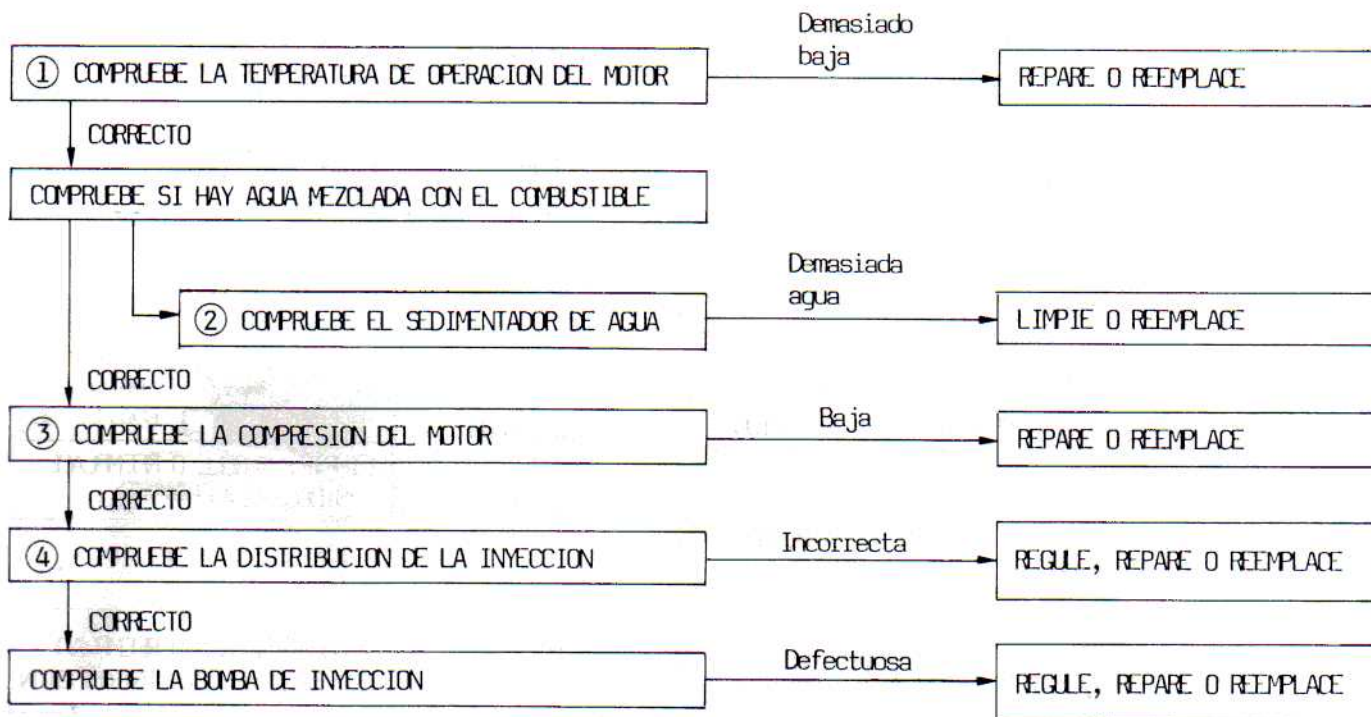 Demasiado
baja
① COMPRUEBE LA TEMPERATURA DE OPERACION DEL MOTOR
REPARE O REEMPLACE
CORRECTO
COMPRUEBE SI HAY AGUA MEZCLADA CON EL COMBUSTIBLE
Demasiada
agua
② COMPRUEBE EL SEDIMENTADOR DE AGUA
LIMPIE O REEMPLACE
CORRECTO
③ COMPRUEBE LA COMPRESION DEL MOTOR
Baja
REPARE O REEMPLACE
CORRECTO
④ COMPRUEBE LA DISTRIBUCION DE LA INYECCION
Incorrecta
REGULE, REPARE O REEMPLACE
CORRECTO
COMPRUEBE LA BOMBA DE INYECCION
Defectuosa
REGULE, REPARE O REEMPLACE